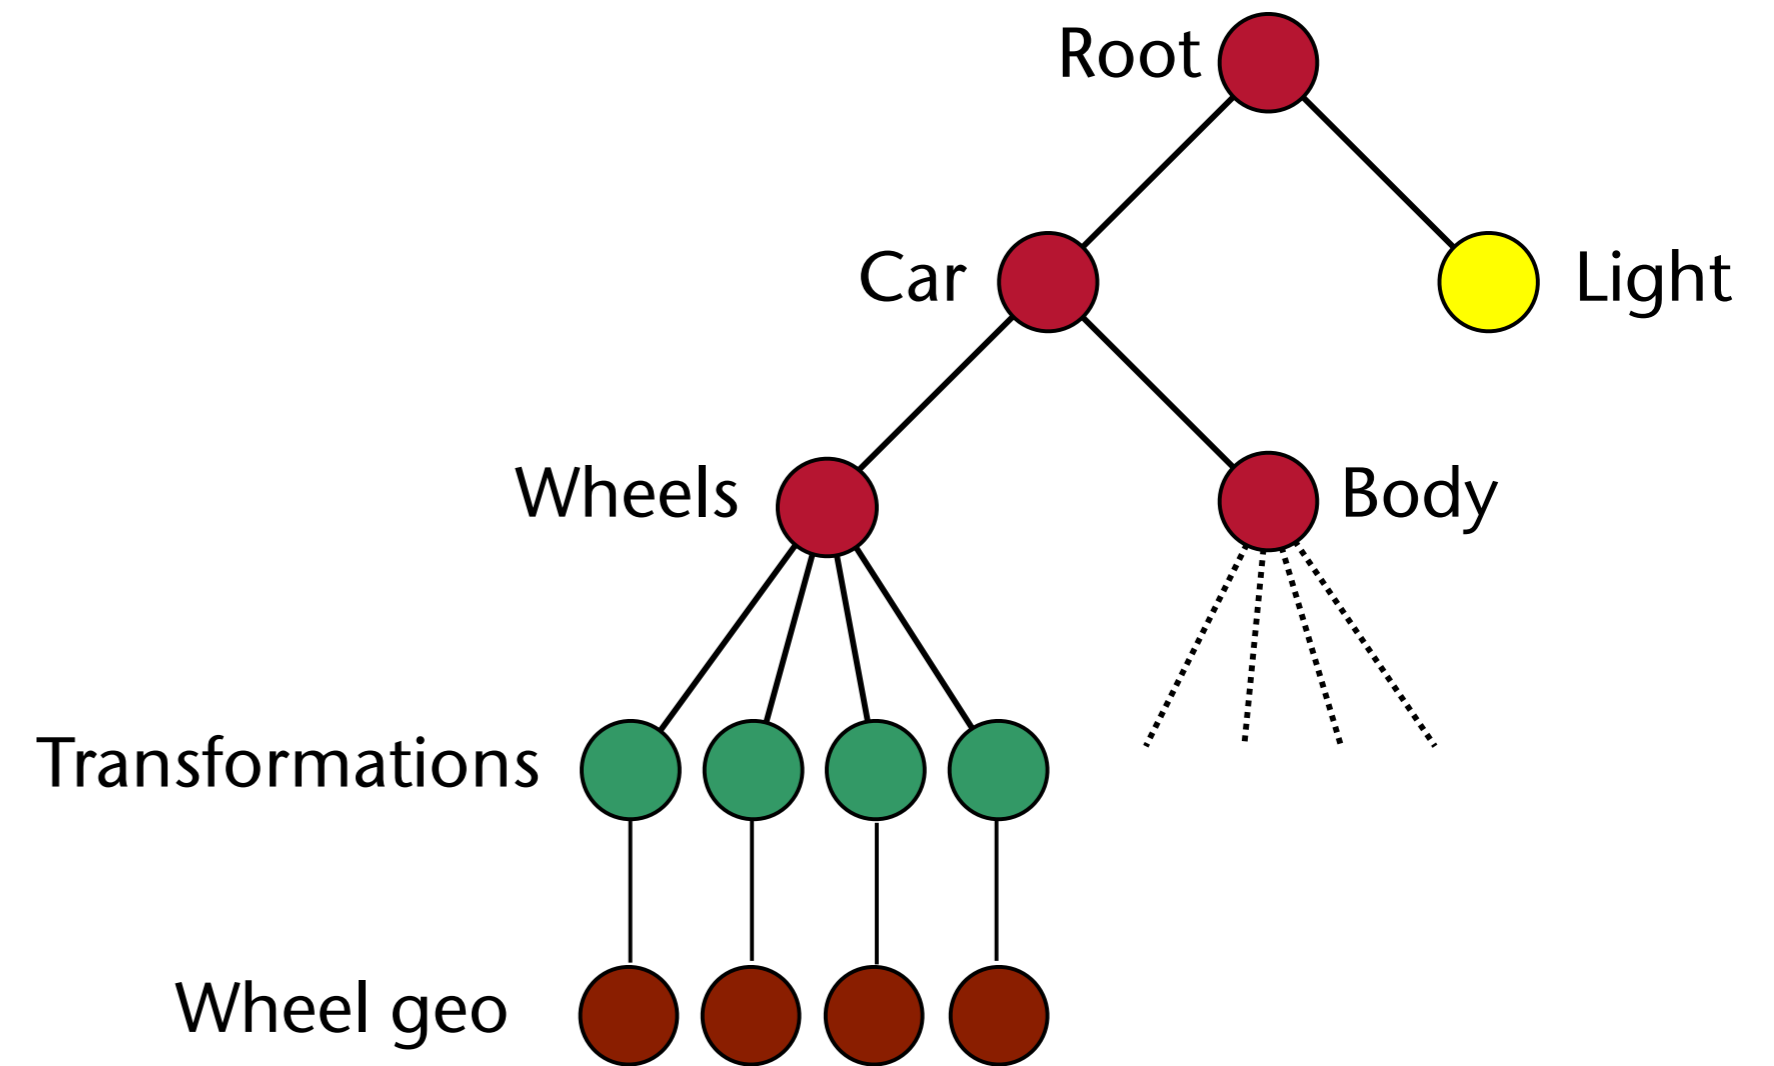 Root
Car
Light
Wheels
Body
Transformations
Wheel geo